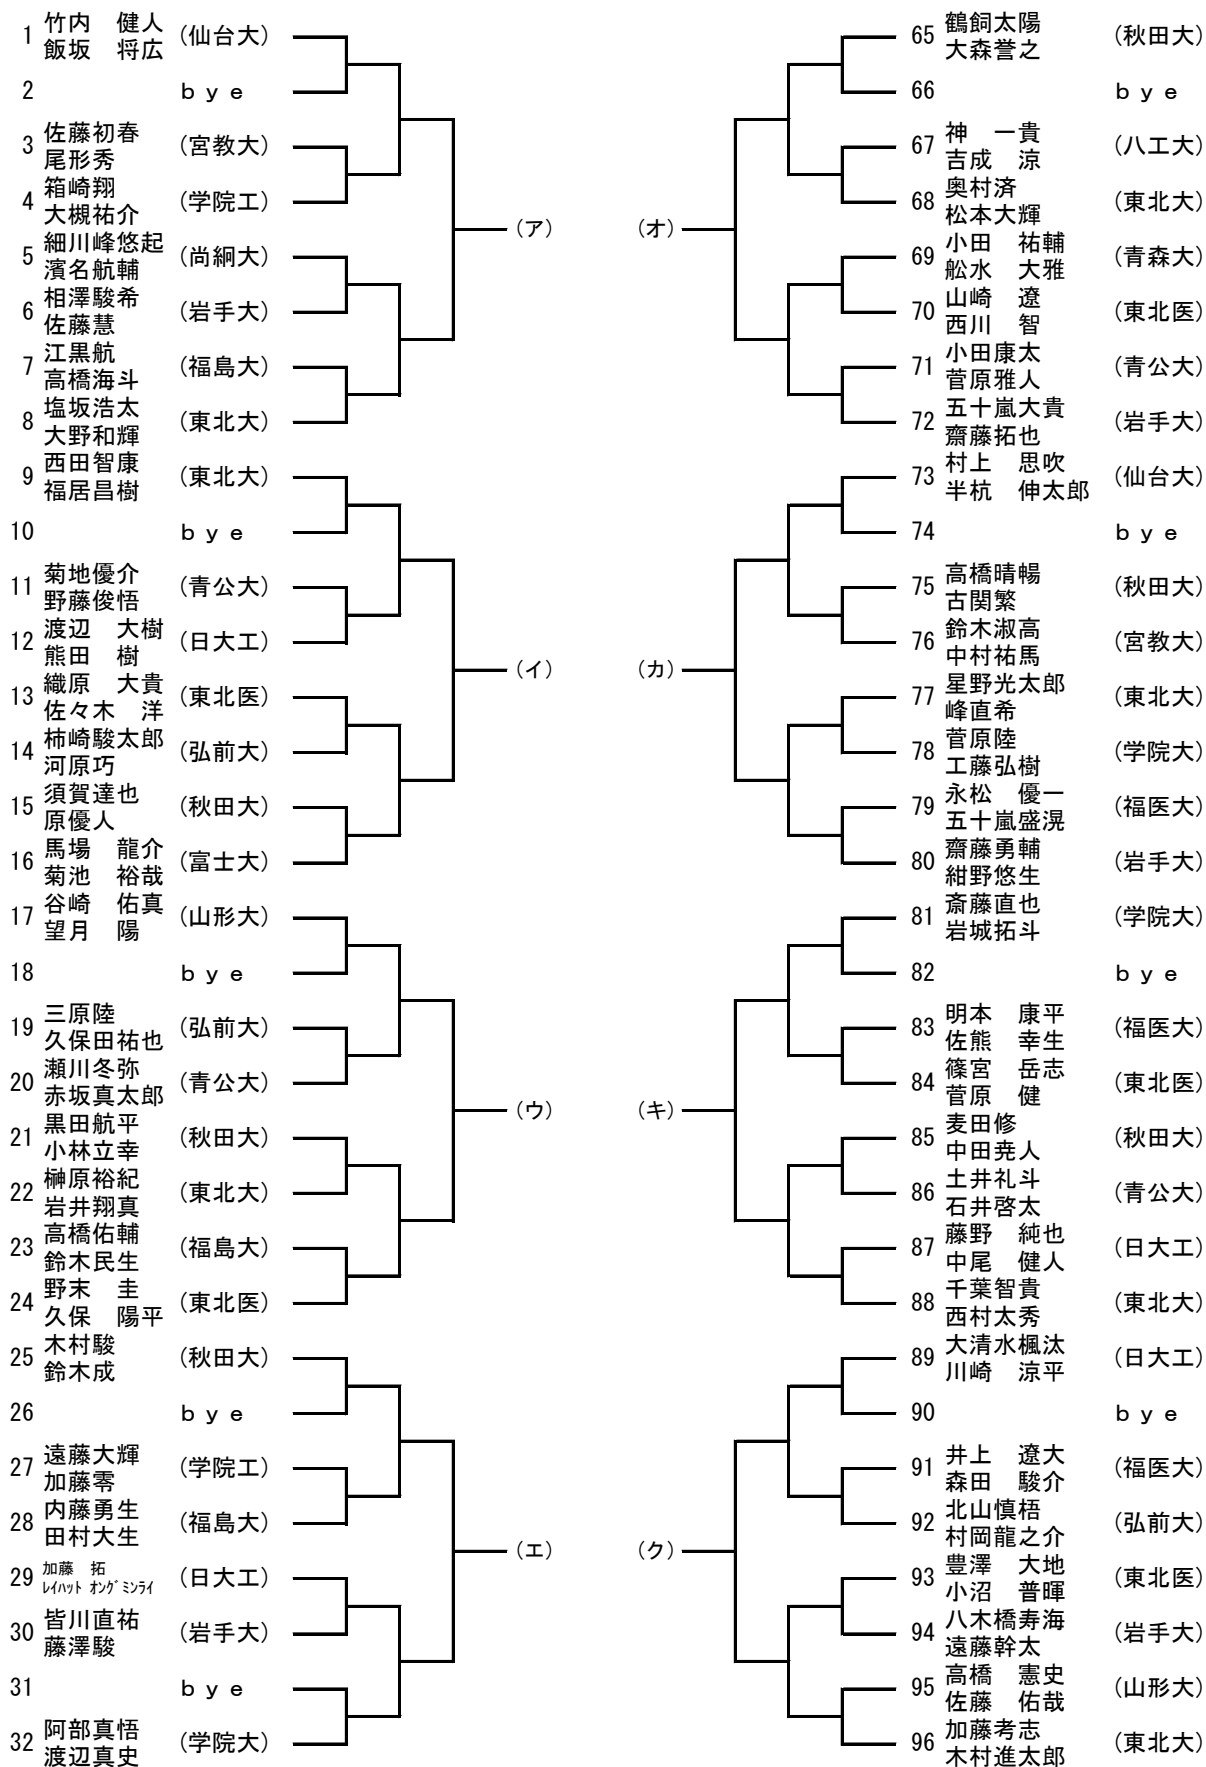 1 竹内　健人 (仙台大)
飯坂　将広
2 ｂｙｅ
3 佐藤初春 (宮教大)
尾形秀
4 箱崎翔 (学院工)
大槻祐介
5 細川峰悠起 (尚絅大)
濱名航輔
6 相澤駿希 (岩手大)
佐藤慧
7 江黒航 (福島大)
高橋海斗
8 塩坂浩太 (東北大)
大野和輝
9 西田智康 (東北大)
福居昌樹
10 ｂｙｅ
11 菊地優介 (青公大)
野藤俊悟
12 渡辺　大樹 (日大工)
熊田　樹
13 織原　大貴 (東北医)
佐々木　洋
14 柿崎駿太郎 (弘前大)
河原巧
15 須賀達也 (秋田大)
原優人
16 馬場　龍介 (富士大)
菊池　裕哉
17 谷崎　佑真 (山形大)
望月　陽
18 ｂｙｅ
19 三原陸 (弘前大)
久保田祐也
20 瀬川冬弥 (青公大)
赤坂真太郎
21 黒田航平 (秋田大)
小林立幸
22 榊原裕紀 (東北大)
岩井翔真
23 高橋佑輔 (福島大)
鈴木民生
24 野末　圭 (東北医)
久保　陽平
25 木村駿 (秋田大)
鈴木成
26 ｂｙｅ
27 遠藤大輝 (学院工)
加藤零
28 内藤勇生 (福島大)
田村大生
29 加藤　拓 (日大工)
ﾚｲﾊｯﾄ ｵﾝｸﾞﾐﾝﾗｲ
30 皆川直祐 (岩手大)
藤澤駿
31 ｂｙｅ
32 阿部真悟 (学院大)
渡辺真史
(ア)
(イ)
(ウ)
(エ)
(オ)
(カ)
(キ)
(ク)
65 鶴飼太陽 (秋田大)
大森誉之
66 ｂｙｅ
67 神　一貴 (八工大)
吉成　涼
68 奥村済 (東北大)
松本大輝
69 小田　祐輔 (青森大)
舩水　大雅
70 山崎　遼 (東北医)
西川　智
71 小田康太 (青公大)
菅原雅人
72 五十嵐大貴 (岩手大)
齋藤拓也
73 村上　思吹 (仙台大)
半杭　伸太郎
74 ｂｙｅ
75 高橋晴暢 (秋田大)
古関繁
76 鈴木淑高 (宮教大)
中村祐馬
77 星野光太郎 (東北大)
峰直希
78 菅原陸 (学院大)
工藤弘樹
79 永松　優一 (福医大)
五十嵐盛滉
80 齋藤勇輔 (岩手大)
紺野悠生
81 斎藤直也 (学院大)
岩城拓斗
82 ｂｙｅ
83 明本　康平 (福医大)
佐熊　幸生
84 篠宮　岳志 (東北医)
菅原　健
85 麦田修 (秋田大)
中田尭人
86 土井礼斗 (青公大)
石井啓太
87 藤野　純也 (日大工)
中尾　健人
88 千葉智貴 (東北大)
西村太秀
89 大清水楓汰 (日大工)
川崎　涼平
90 ｂｙｅ
91 井上　遼大 (福医大)
森田　駿介
92 北山慎梧 (弘前大)
村岡龍之介
93 豊澤　大地 (東北医)
小沼　普暉
94 八木橋寿海 (岩手大)
遠藤幹太
95 高橋　憲史 (山形大)
佐藤　佑哉
96 加藤考志 (東北大)
木村進太郎